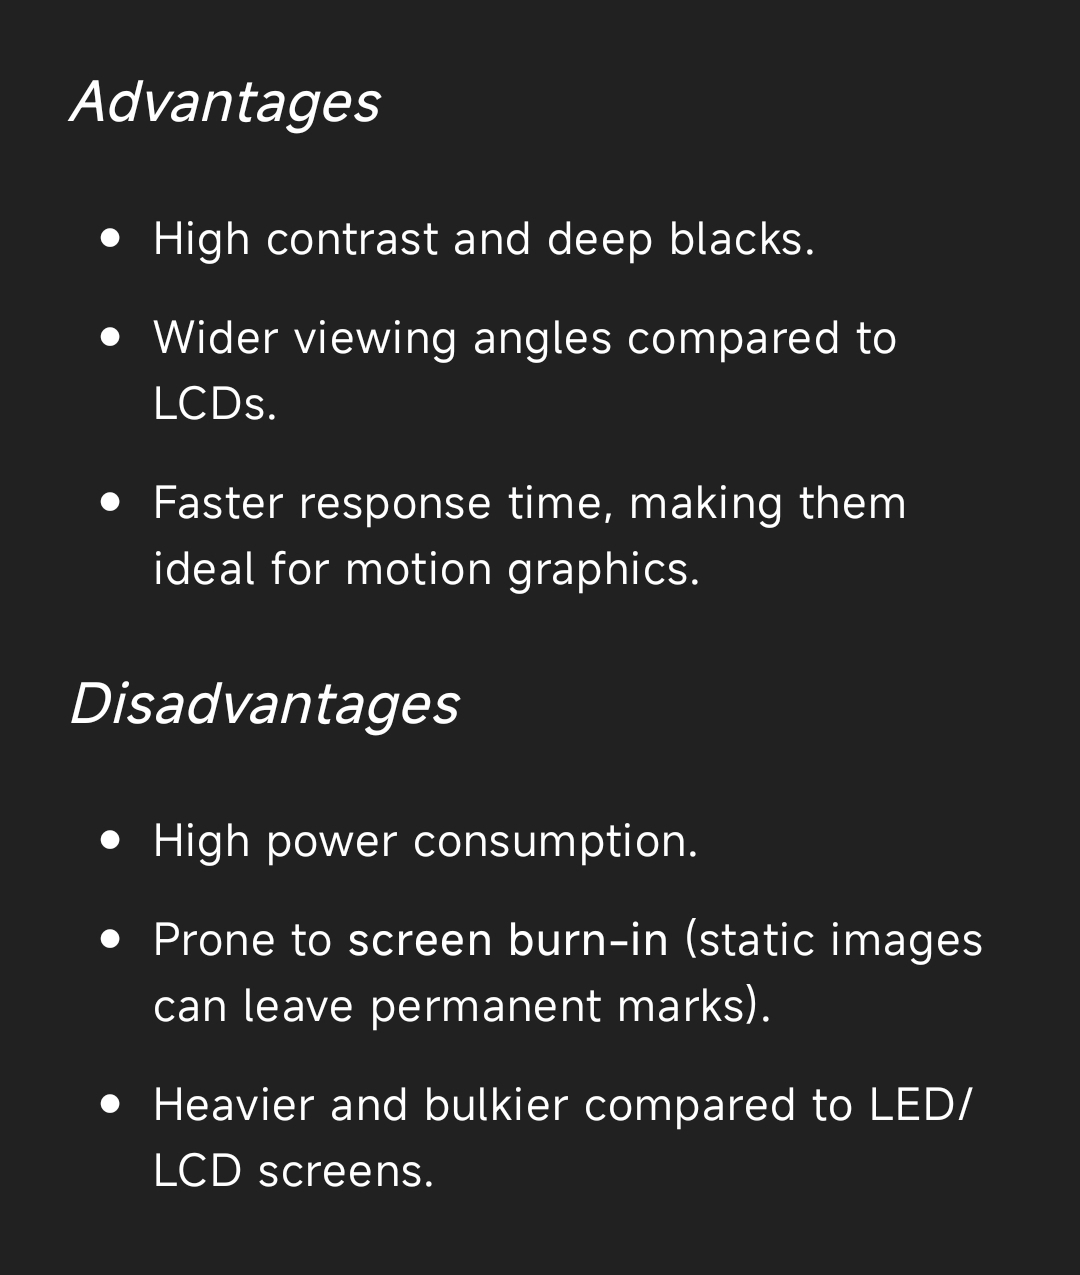 Advantages
• High contrast and deep blacks.
• Wider viewing angles compared to
LCDs.
• Faster response time, making them
ideal for motion graphics.
Disadvantages
• High power consumption.
• Prone to screen burn-in (static images
can leave permanent marks).
• Heavier and bulkier compared to LED/
LCD screens.